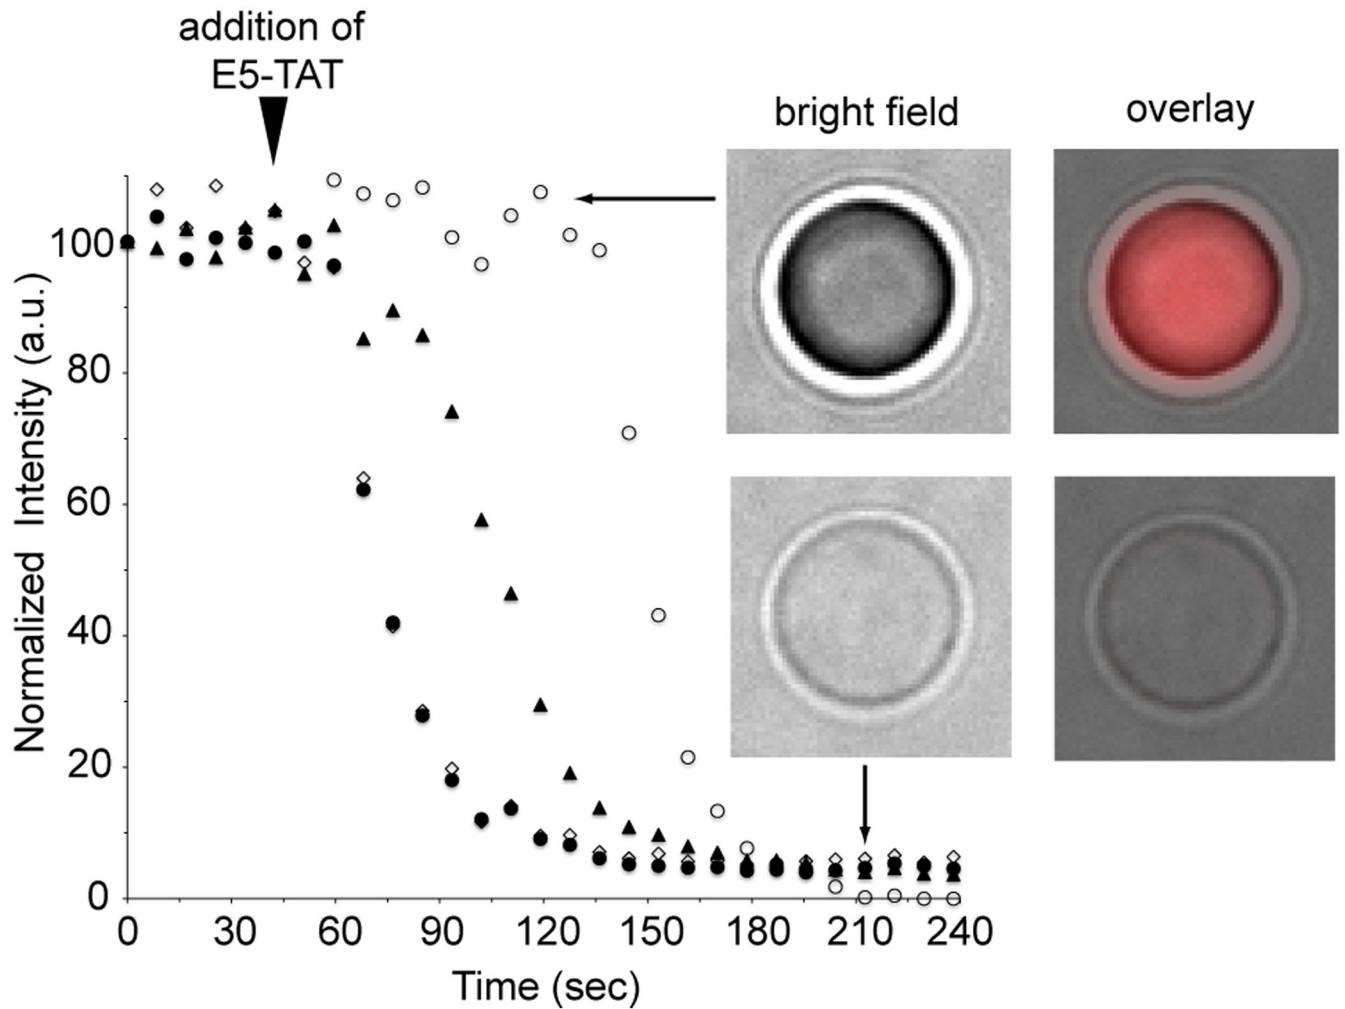 addition of
E5-TAT
bright field
overlay
100
80
60
40
20
0
0 30 60 90 120 150 180 210 240
Time (sec)
Normalized Intensity (a.u.)